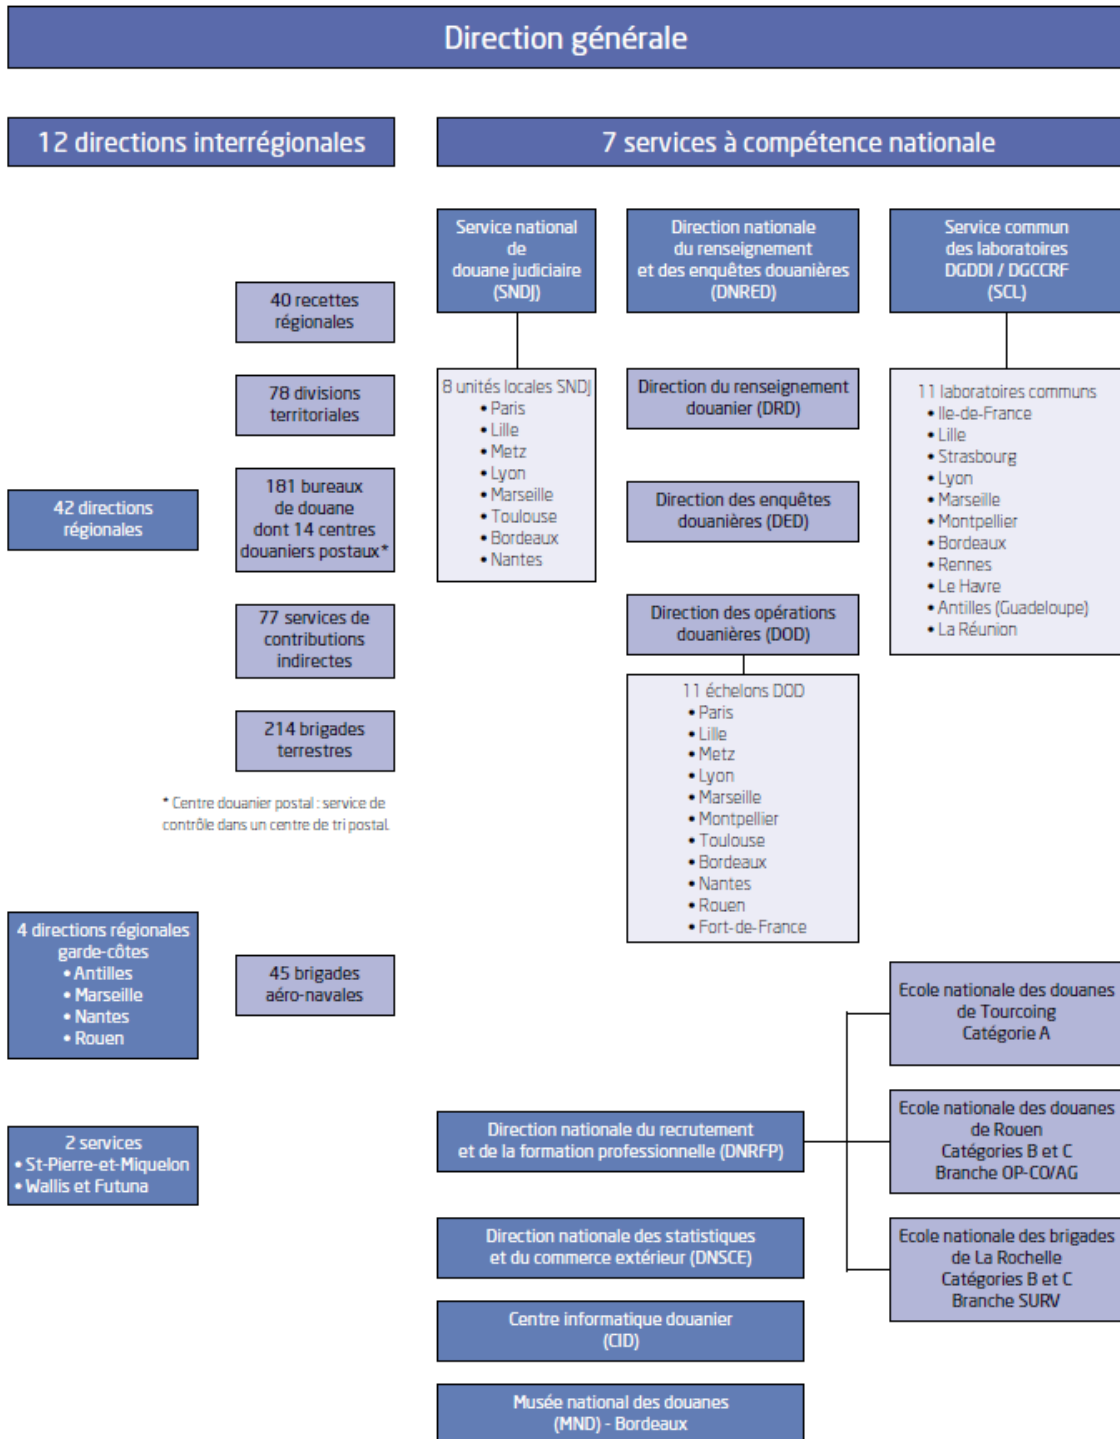 Direction générale
12 directions interrégionales
7 services à compétence nationale
40 recettes
régionales
78 divisions
territoriales
42 directions
régionales
181 bureaux
de douane
dont 14 centres
douaniers postaux*
77 services de
contributions
indirectes
214 brigades
terrestres
* Centre douanier postal : service de
contrôle dans un centre de tri postal.
4 directions régionales
garde-côtes
• Antilles
• Marseille
• Nantes
• Rouen
45 brigades
aéro-navales
2 services
• St-Pierre-et-Miquelon
• Wallis et Futuna
Service national
de
douane judiciaire
(SNDJ)
8 unités locales SNDJ
• Paris
• Lille
• Metz
• Lyon
• Marseille
• Toulouse
• Bordeaux
• Nantes
Direction nationale
du renseignement
et des enquêtes douanières
(DNRED)
Direction du renseignement
douanier (DRD)
Direction des enquêtes
douanières (DED)
Direction des opérations
douanières (DOD)
11 échelons DOD
• Paris
• Lille
• Metz
• Lyon
• Marseille
• Montpellier
• Toulouse
• Bordeaux
• Nantes
• Rouen
• Fort-de-France
Service commun
des laboratoires
DGDDI / DGCCRF
(SCL)
11 laboratoires communs
• Ile-de-France
• Lille
• Strasbourg
• Lyon
• Marseille
• Montpellier
• Bordeaux
• Rennes
• Le Havre
• Antilles (Guadeloupe)
• La Réunion
Direction nationale du recrutement
et de la formation professionnelle (DNRFP)
Ecole nationale des douanes
de Tourcoing
Catégorie A
Ecole nationale des douanes
de Rouen
Catégories B et C
Branche OP-CO/AG
Ecole nationale des brigades
de La Rochelle
Catégories B et C
Branche SURV
Direction nationale des statistiques
et du commerce extérieur (DNSCE)
Centre informatique douanier
(CID)
Musée national des douanes
(MND) - Bordeaux